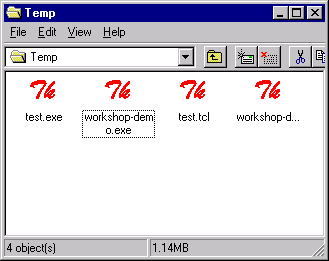 Temp
File Edit View Help
Temp
Tk Tk Tk Tk
test.exe workshop-dem test.tcl workshop-d...
o.exe
4 object(s) 1.14MB